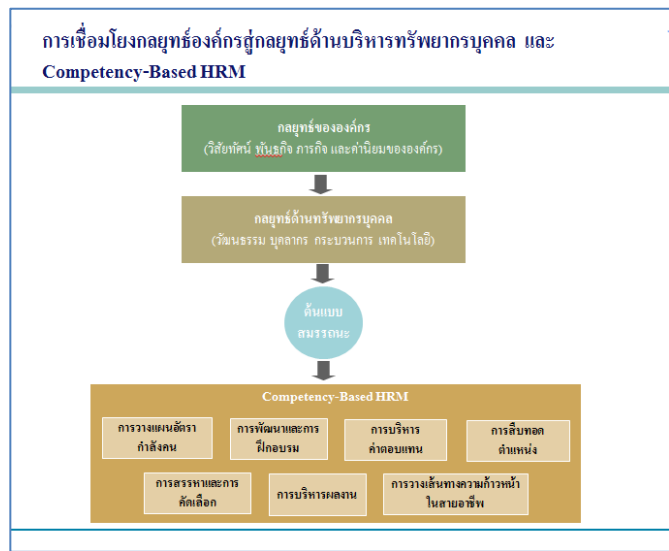 การเชื่อมโยงกลยุทธ์องค์กรสู่กลยุทธ์ด้านบริหารทรัพยากรบุคคล และ
Competency-Based HRM
กลยุทธ์ขององค์กร
(วิสัยทัศน์ พันธกิจ ภารกิจ และค่านิยมขององค์กร)
กลยุทธ์ด้านทรัพยากรบุคคล
(วัฒนธรรม บุคลากร กระบวนการ เทคโนโลยี)
ต้นแบบ
สมรรถนะ
Competency-Based HRM
การวางแผนอัตรา
กำลังคน
การพัฒนาและการ
ฝึกอบรม
การบริหาร
ค่าตอบแทน
การสืบทอด
ตำแหน่ง
การสรรหาและการ
คัดเลือก
การบริหารผลงาน
การวางเส้นทางความก้าวหน้า
ในสายอาชีพ